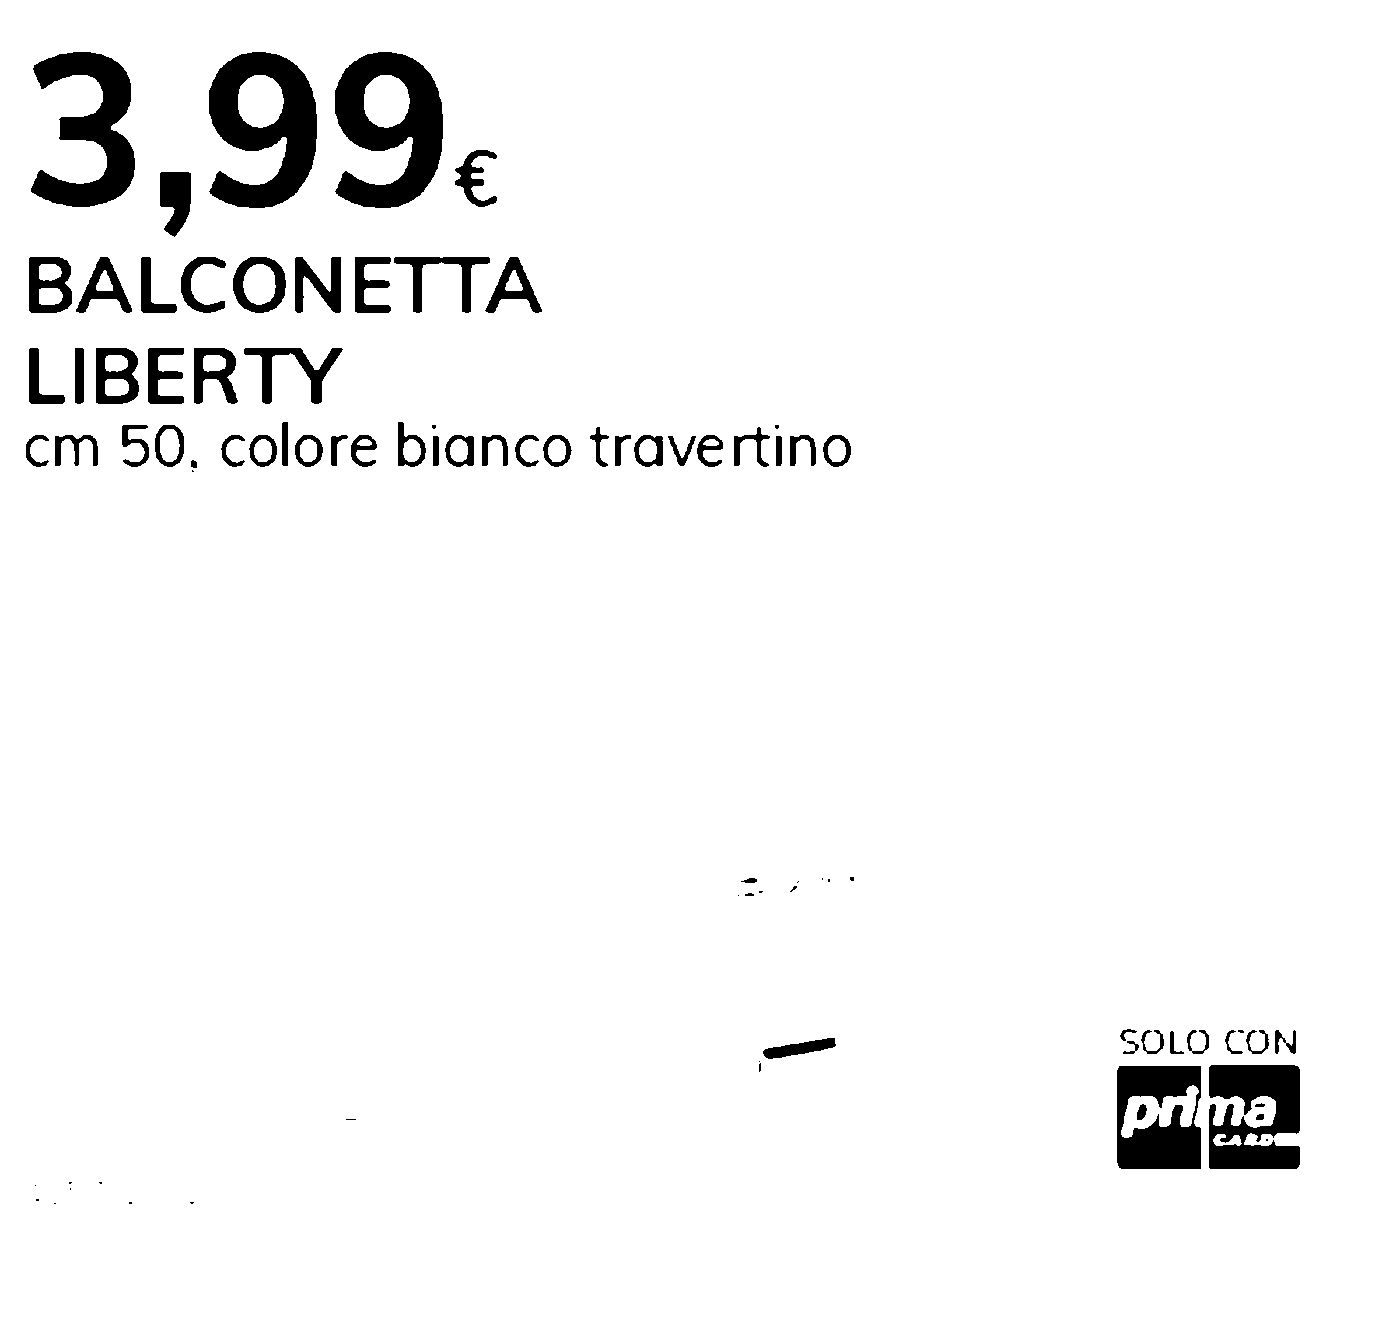 3,99€
BALCONETTA
LIBERTY
cm 50, colore bianco travertino
SOLO CON
prima
CARD